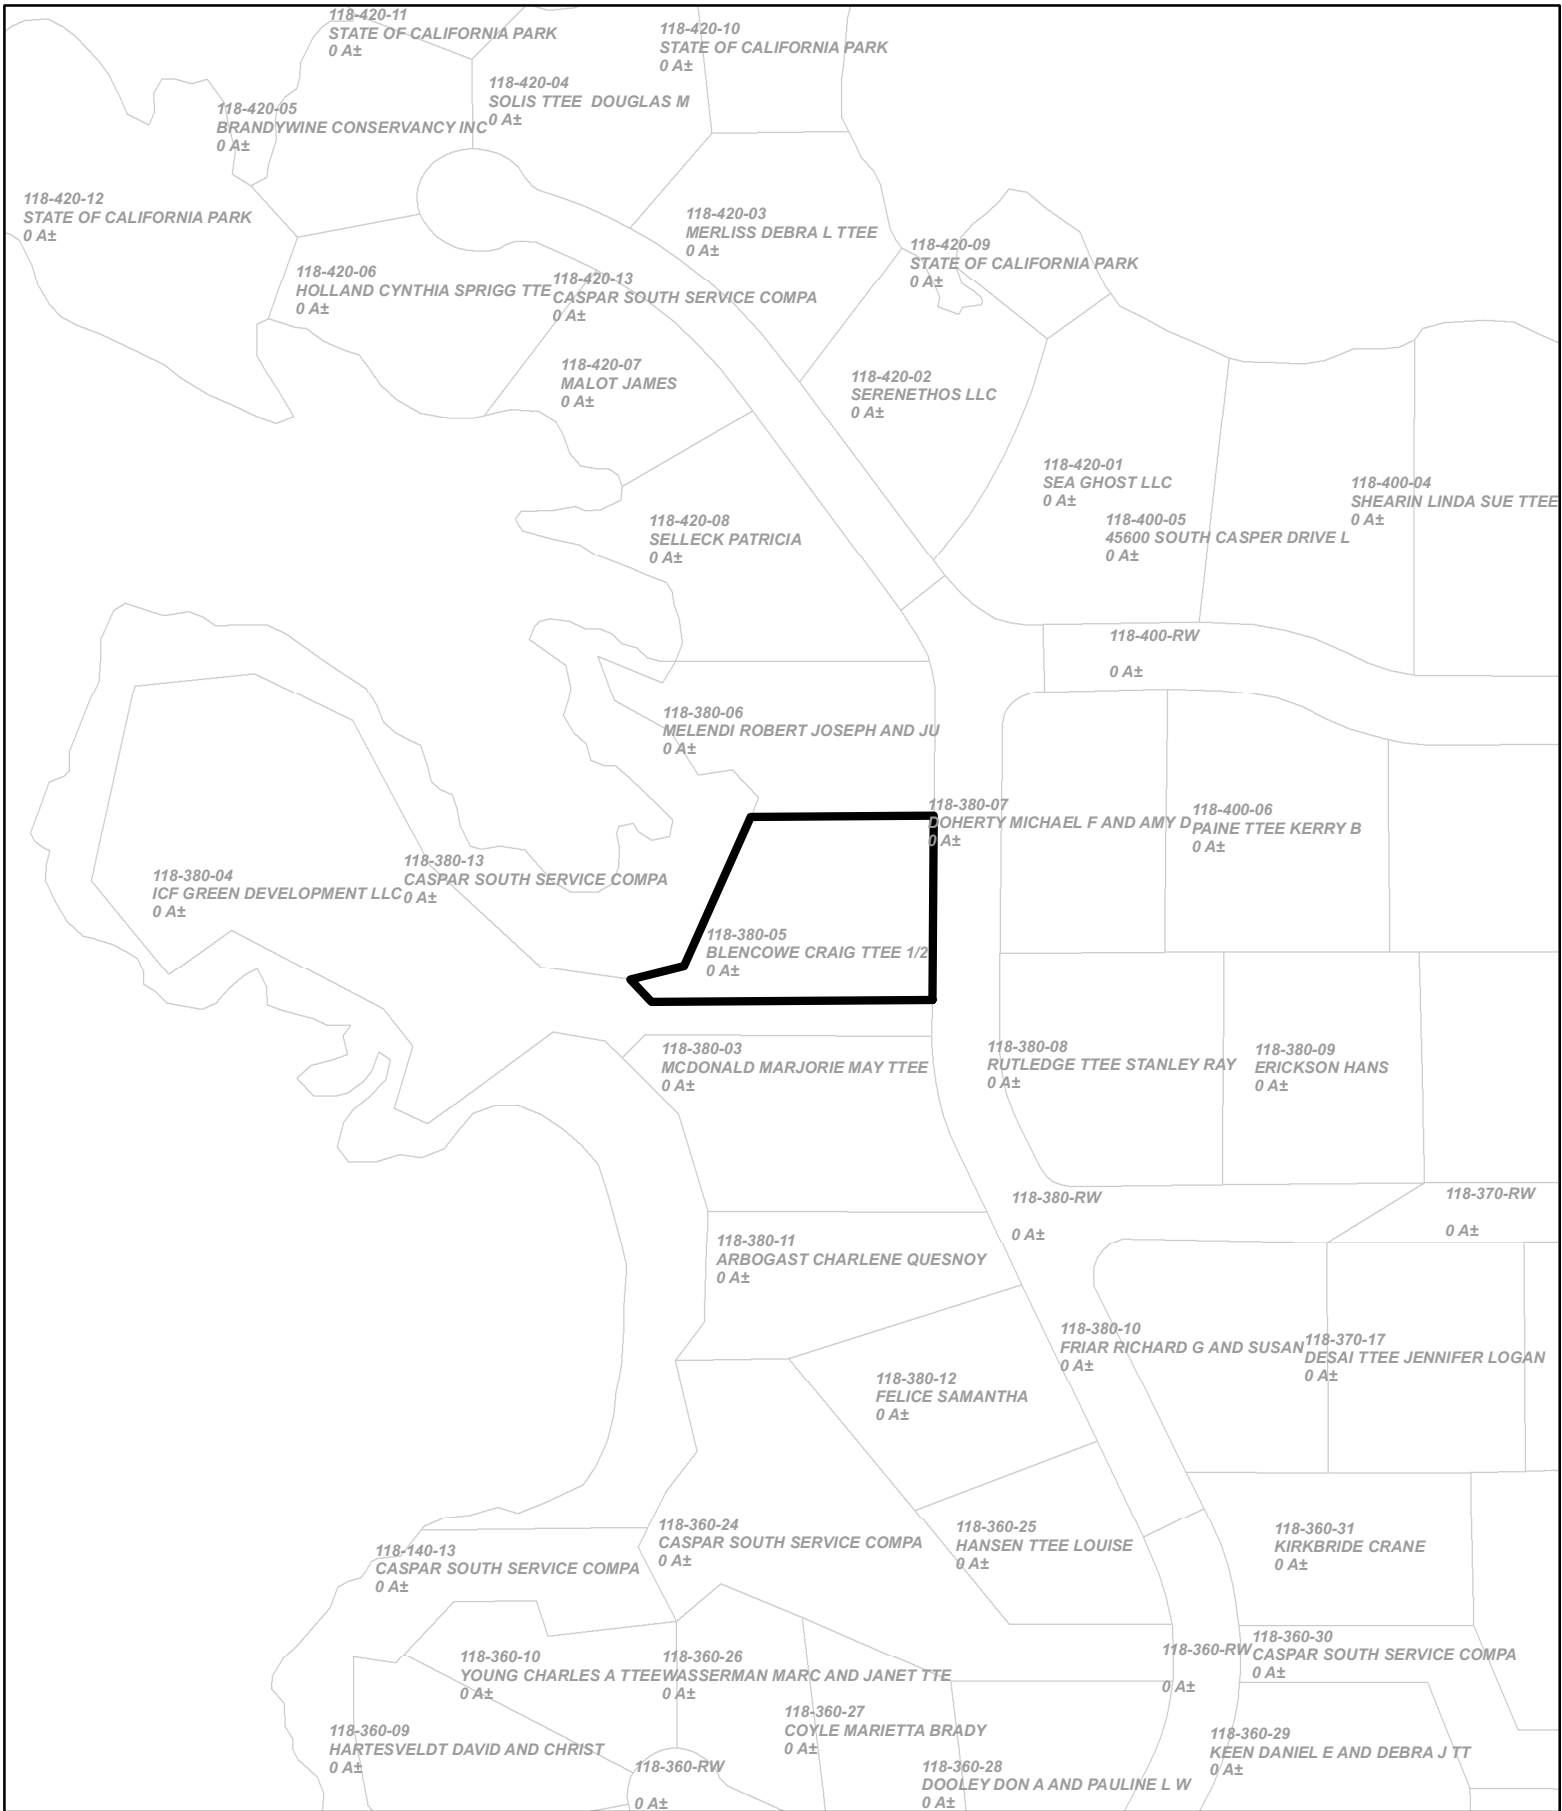 118-420-11
STATE OF CALIFORNIA PARK
0 A±
118-420-10
STATE OF CALIFORNIA PARK
0 A±
118-420-04
SOLIS TTEE  DOUGLAS M
0 A±
118-420-05
BRANDYWINE CONSERVANCY INC
0 A±
118-420-12
STATE OF CALIFORNIA PARK
0 A±
118-420-03
MERLISS DEBRA L TTEE
0 A±
118-420-09
STATE OF CALIFORNIA PARK
0 A±
118-420-06
HOLLAND CYNTHIA SPRIGG TTE
0 A±
118-420-13
CASPAR SOUTH SERVICE COMPA
0 A±
118-420-07
MALOT JAMES
0 A±
118-420-02
SERENETHOS LLC
0 A±
118-420-01
SEA GHOST LLC
0 A±
118-400-04
SHEARIN LINDA SUE TTEE
0 A±
118-400-05
45600 SOUTH CASPER DRIVE L
0 A±
118-420-08
SELLECK PATRICIA
0 A±
118-400-RW
0 A±
118-380-06
MELENDI ROBERT JOSEPH AND JU
0 A±
118-380-07
DOHERTY MICHAEL F AND AMY D
0 A±
118-400-06
PAINE TTEE KERRY B
0 A±
118-380-13
CASPAR SOUTH SERVICE COMPA
0 A±
118-380-04
ICF GREEN DEVELOPMENT LLC
0 A±
118-380-05
BLENCOWE CRAIG TTEE 1/2
0 A±
118-380-03
MCDONALD MARJORIE MAY TTEE
0 A±
118-380-08
RUTLEDGE TTEE STANLEY RAY
0 A±
118-380-09
ERICKSON HANS
0 A±
118-380-RW
0 A±
118-370-RW
0 A±
118-380-11
ARBOGAST CHARLENE QUESNOY
0 A±
118-380-10
FRIAR RICHARD G AND SUSAN
0 A±
118-370-17
DESAI TTEE JENNIFER LOGAN
0 A±
118-380-12
FELICE SAMANTHA
0 A±
118-360-24
CASPAR SOUTH SERVICE COMPA
0 A±
118-360-25
HANSEN TTEE LOUISE
0 A±
118-360-31
KIRKBRIDE CRANE
0 A±
118-140-13
CASPAR SOUTH SERVICE COMPA
0 A±
118-360-10
YOUNG CHARLES A TTEE
0 A±
118-360-26
WASSERMAN MARC AND JANET TTE
0 A±
118-360-RW
0 A±
118-360-30
CASPAR SOUTH SERVICE COMPA
0 A±
118-360-27
COYLE MARIETTA BRADY
0 A±
118-360-09
HARTESVELDT DAVID AND CHRIST
0 A±
118-360-29
KEEN DANIEL E AND DEBRA J TT
0 A±
118-360-RW
0 A±
118-360-28
DOOLEY DON A AND PAULINE L W
0 A±